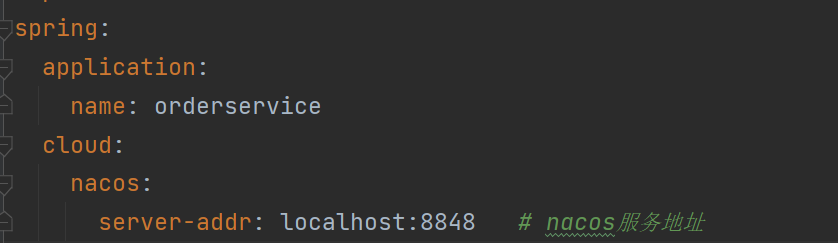 spring:
  application:
    name: orderservice
  cloud:
    nacos:
      server-addr: localhost:8848   # nacos服务地址